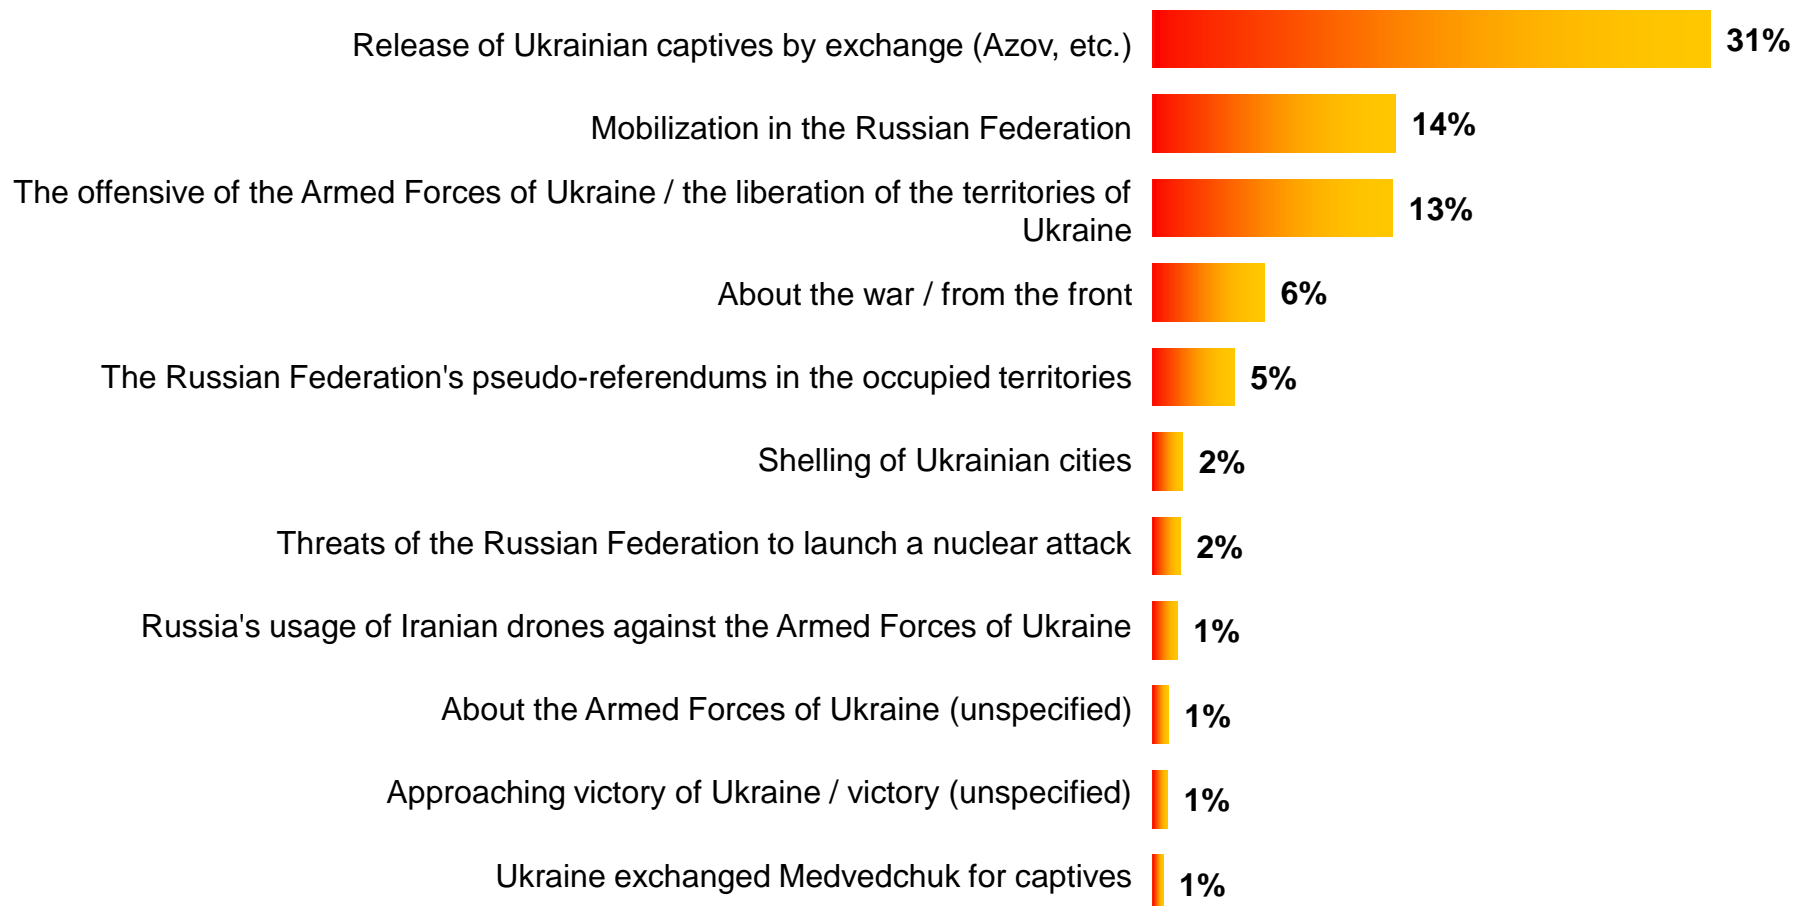 Release of Ukrainian captives by exchange (Azov, etc.) 31%
Mobilization in the Russian Federation 14%
The offensive of the Armed Forces of Ukraine / the liberation of the territories of
Ukraine 13%
About the war / from the front 6%
The Russian Federation's pseudo-referendums in the occupied territories 5%
Shelling of Ukrainian cities 2%
Threats of the Russian Federation to launch a nuclear attack 2%
Russia's usage of Iranian drones against the Armed Forces of Ukraine 1%
About the Armed Forces of Ukraine (unspecified) 1%
Approaching victory of Ukraine / victory (unspecified) 1%
Ukraine exchanged Medvedchuk for captives 1%